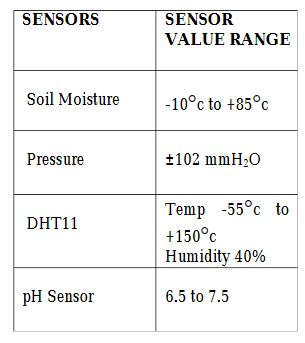 SENSORS
SENSOR
VALUE RANGE
Soil Moisture
-10°c to +85°c
Pressure
±102 mmH₂O
DHT11
Temp -55°c to
+150°c
Humidity 40%
pH Sensor
6.5 to 7.5